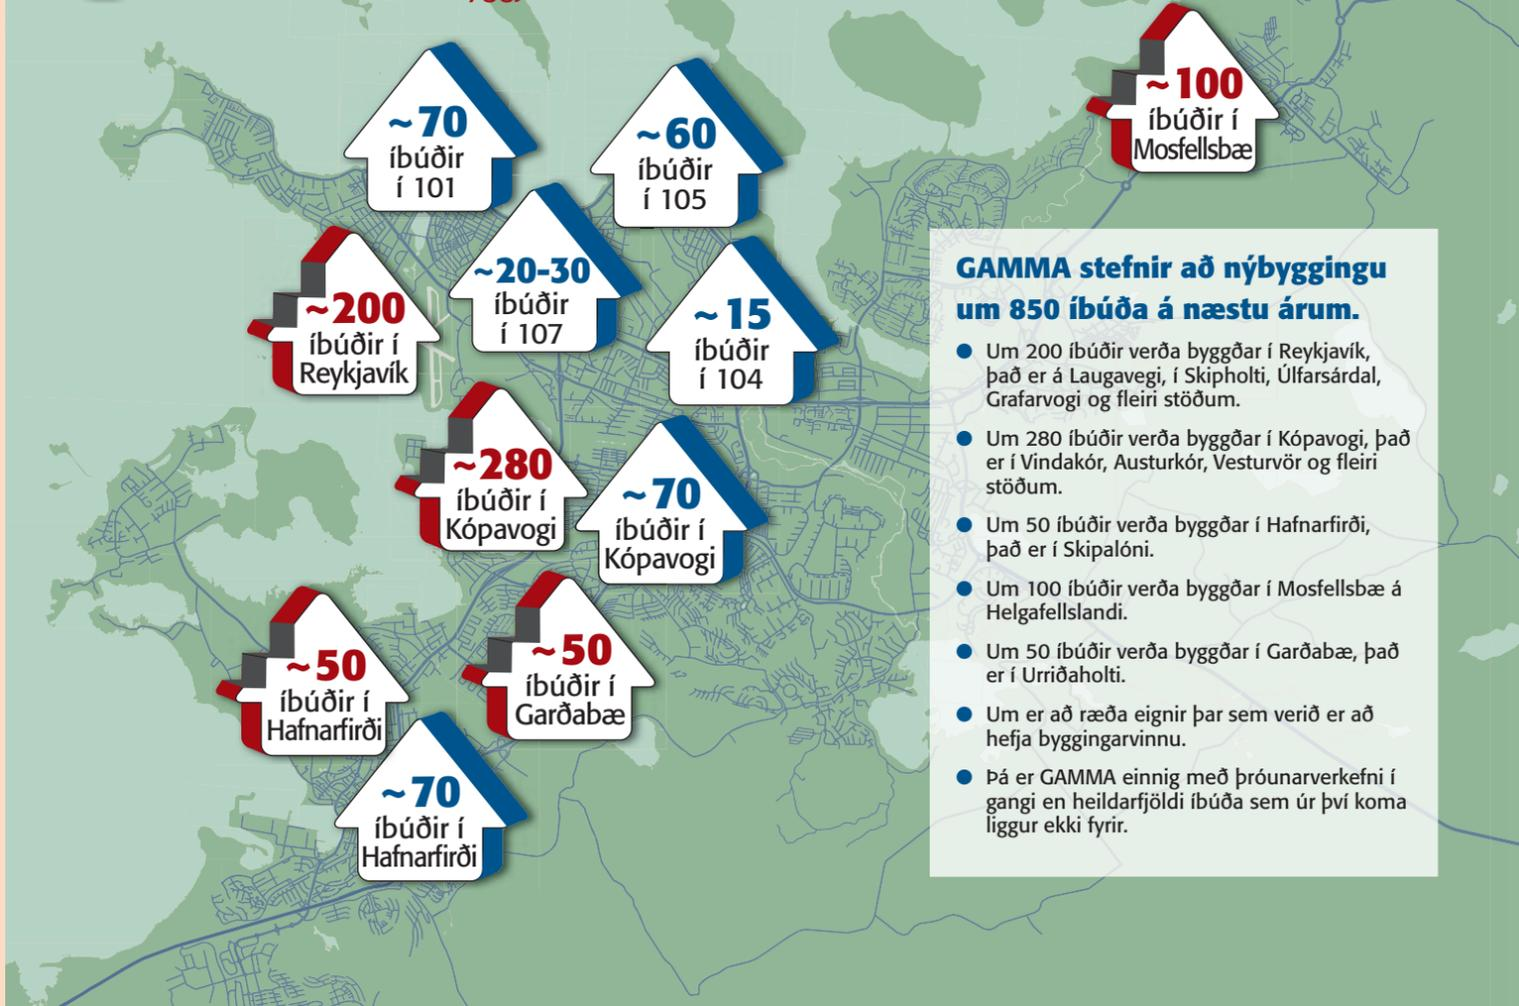 ~100
íbúðir í
Mosfellsbæ
~70
íbúðir
í 101
~60
íbúðir
í 105
~20-30
íbúðir
í 107
~200
íbúðir í
Reykjavík
~15
íbúðir
í 104
~280
íbúðir í
Kópavogi
~70
íbúðir í
Kópavogi
~50
íbúðir í
Hafnarfirði
~50
íbúðir í
Garðabæ
~70
íbúðir í
Hafnarfirði
GAMMA stefnir að nýbyggingu
um 850 íbúða á næstu árum.
● Um 200 íbúðir verða byggðar í Reykjavík,
það er á Laugavegi, í Skipholti, Úlfarsárdal,
Grafarvogi og fleiri stöðum.
● Um 280 íbúðir verða byggðar í Kópavogi, það
er í Vindakór, Austurkór, Vesturvör og fleiri
stöðum.
● Um 50 íbúðir verða byggðar í Hafnarfirði,
það er í Skipalóni.
● Um 100 íbúðir verða byggðar í Mosfellsbæ á
Helgafellslandi.
● Um 50 íbúðir verða byggðar í Garðabæ, það
er í Urriðaholti.
● Um er að ræða eignir þar sem verið er að
hefja byggingarvinnu.
● Þá er GAMMA einnig með þróunarverkefni í
gangi en heildarfjöldi íbúða sem úr því koma
liggur ekki fyrir.